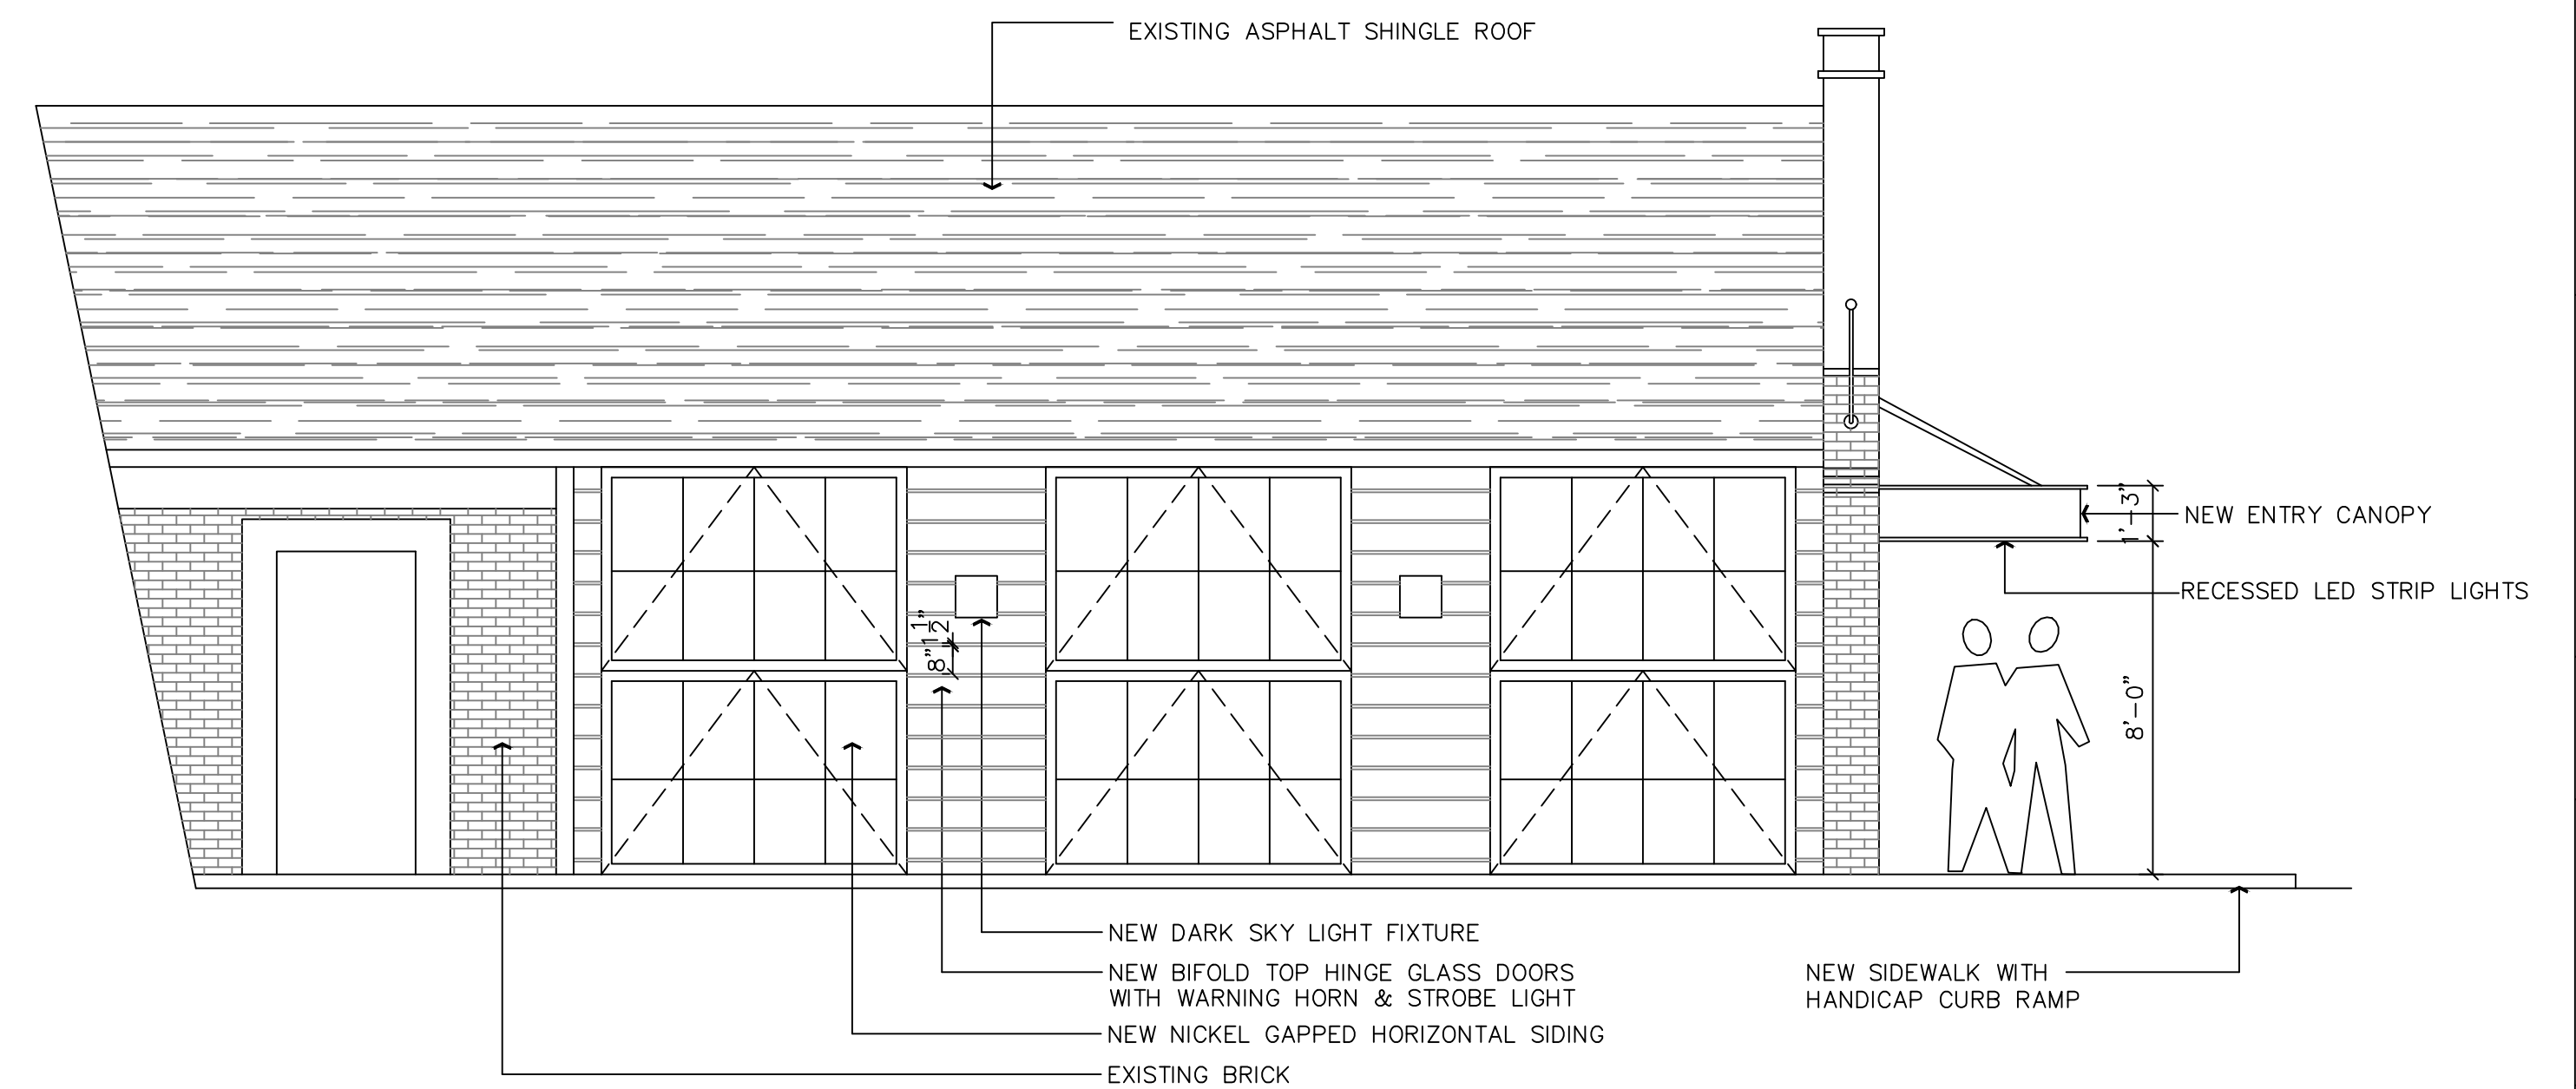 EXISTING ASPHALT SHINGLE ROOF
1'-3"
NEW ENTRY CANOPY
RECESSED LED STRIP LIGHTS
1 1/2"
8"
8'-0"
NEW DARK SKY LIGHT FIXTURE
NEW BIFOLD TOP HINGE GLASS DOORS
WITH WARNING HORN & STROBE LIGHT
NEW SIDEWALK WITH
HANDICAP CURB RAMP
NEW NICKEL GAPPED HORIZONTAL SIDING
EXISTING BRICK